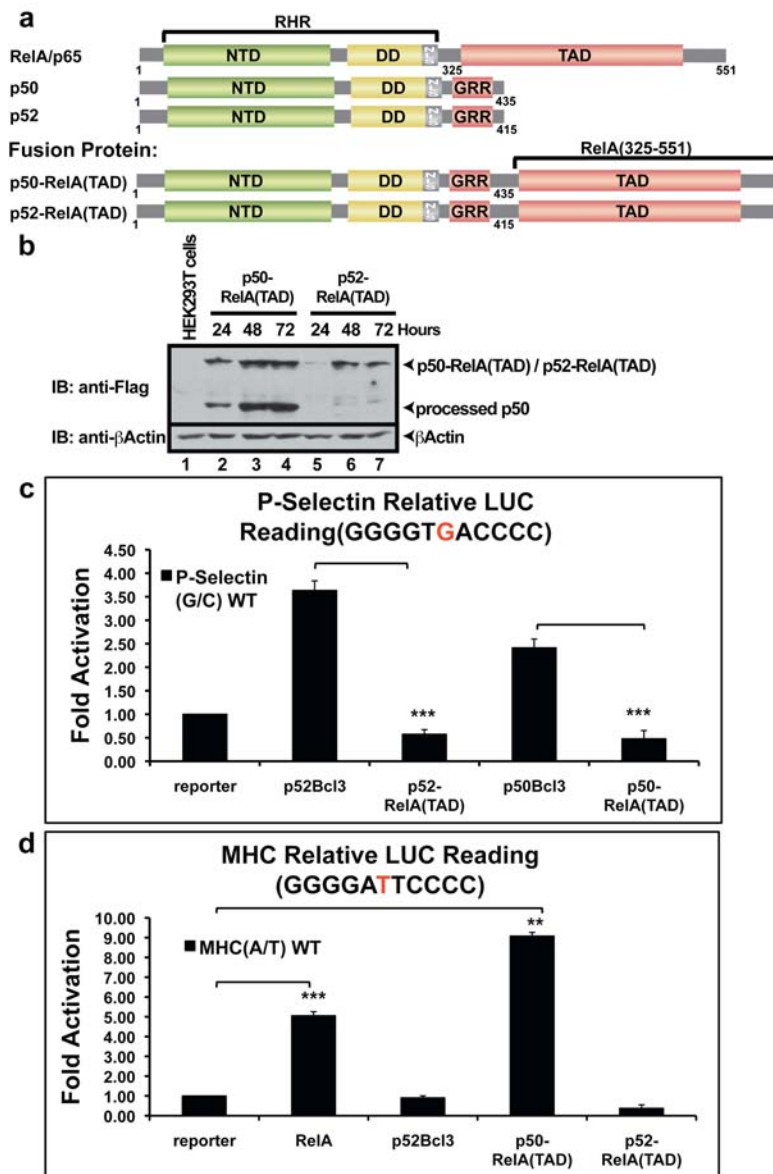 a
RHR
RelA/p65 NTD DD TAD
1 325 551
p50 NTD DD GRR
1 435
p52 NTD DD GRR
1 415
Fusion Protein: RelA(325-551)
p50-RelA(TAD) NTD DD GRR TAD
1 435
p52-RelA(TAD) NTD DD GRR TAD
1 415
b
HEK293T cells
p50-
RelA(TAD)
p52-
RelA(TAD)
24 48 72 24 48 72 Hours
IB: anti-Flag
p50-RelA(TAD) / p52-RelA(TAD)
processed p50
IB: anti-βActin βActin
1 2 3 4 5 6 7
c
P-Selectin Relative LUC
Reading(GGGGTGACCCC)
Fold Activation
4.50
4.00
3.50
2.50
2.00
1.00
0.50
0.00
P-Selectin
(G/C) WT
***
***
reporter p52Bcl3 p52-
RelA(TAD) p50Bcl3 p50-
RelA(TAD)
d
MHC Relative LUC Reading
(GGGGATTCCCC)
Fold Activation
10.00
9.00
8.00
7.00
6.00
5.00
4.00
3.00
2.00
1.00
0.00
MHC(A/T) WT
***
**
reporter RelA p52Bcl3 p50-
RelA(TAD) p52-
RelA(TAD)